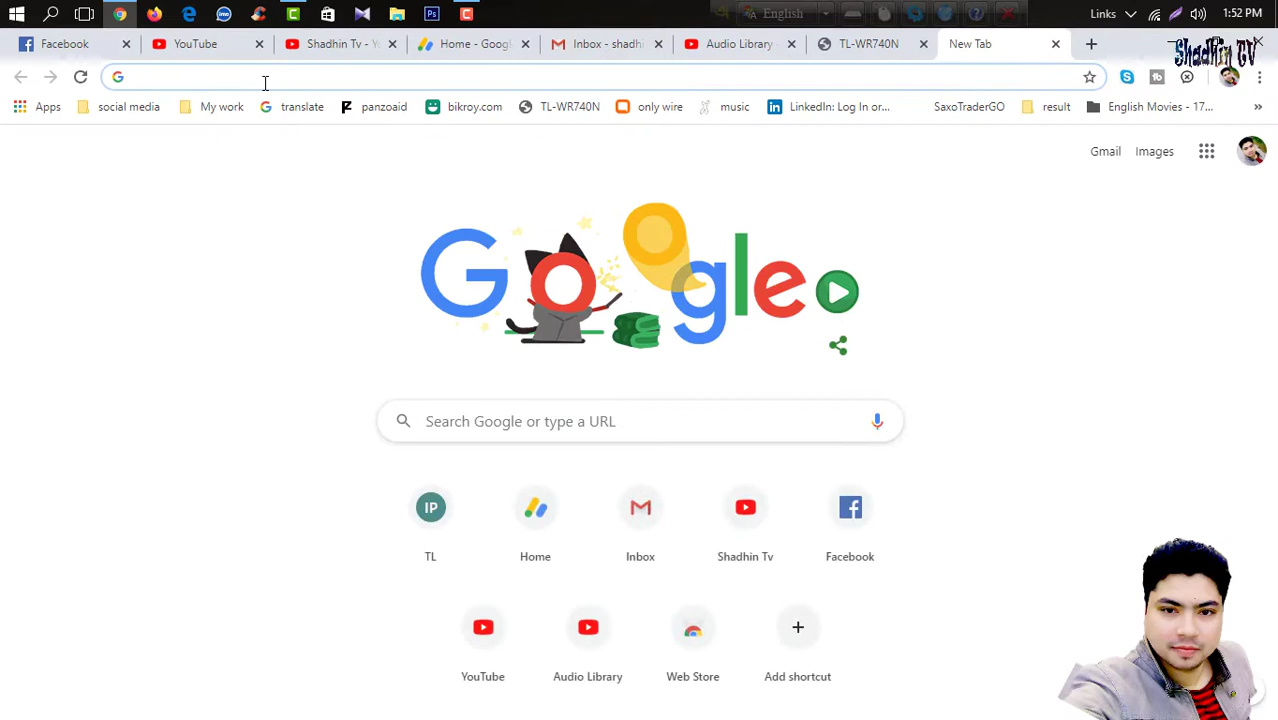 English
Links
1:52 PM
Facebook
YouTube
Shadhin Tv - Yo
Home - Googl
Inbox - shadhi
Audio Library -
TL-WR740N
New Tab
Shadhin TV
Apps
social media
My work
translate
panzoaid
bikroy.com
TL-WR740N
only wire
music
LinkedIn: Log In or...
SaxoTraderGO
result
English Movies - 17...
Gmail
Images
Google
Search Google or type a URL
IP
TL
Home
Inbox
Shadhin Tv
Facebook
YouTube
Audio Library
Web Store
Add shortcut